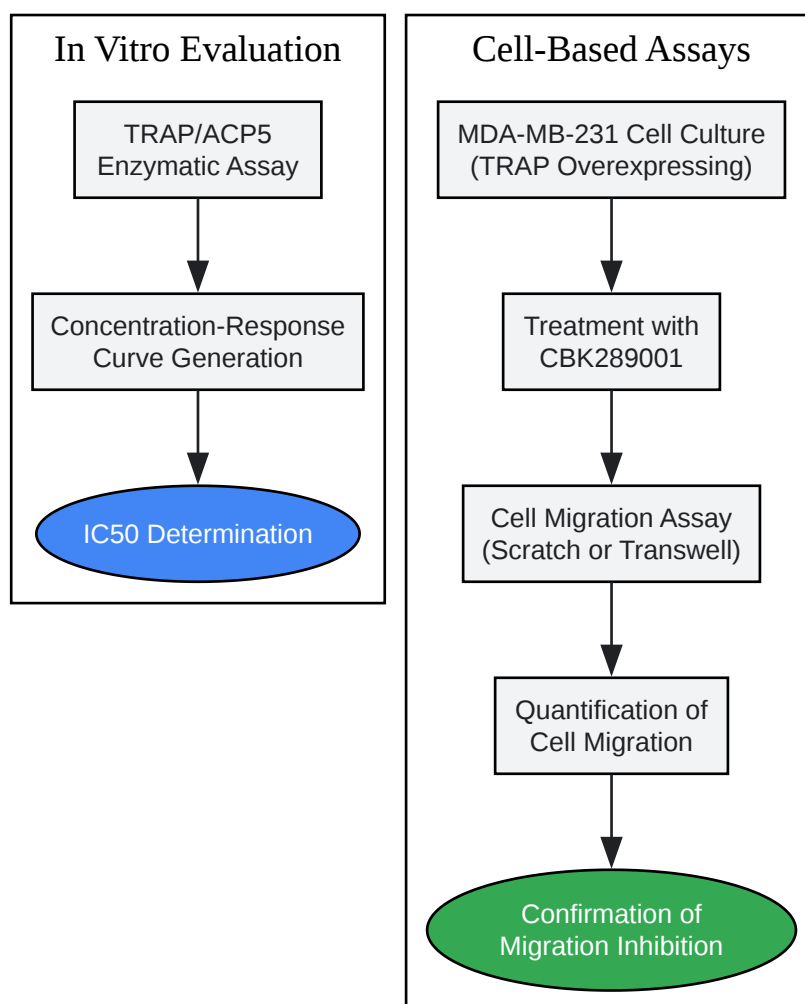 In Vitro Evaluation
TRAP/ACP5
Enzymatic Assay
Concentration-Response
Curve Generation
IC50 Determination
Cell-Based Assays
MDA-MB-231 Cell Culture
(TRAP Overexpressing)
Treatment with
CBK289001
Cell Migration Assay
(Scratch or Transwell)
Quantification of
Cell Migration
Confirmation of
Migration Inhibition